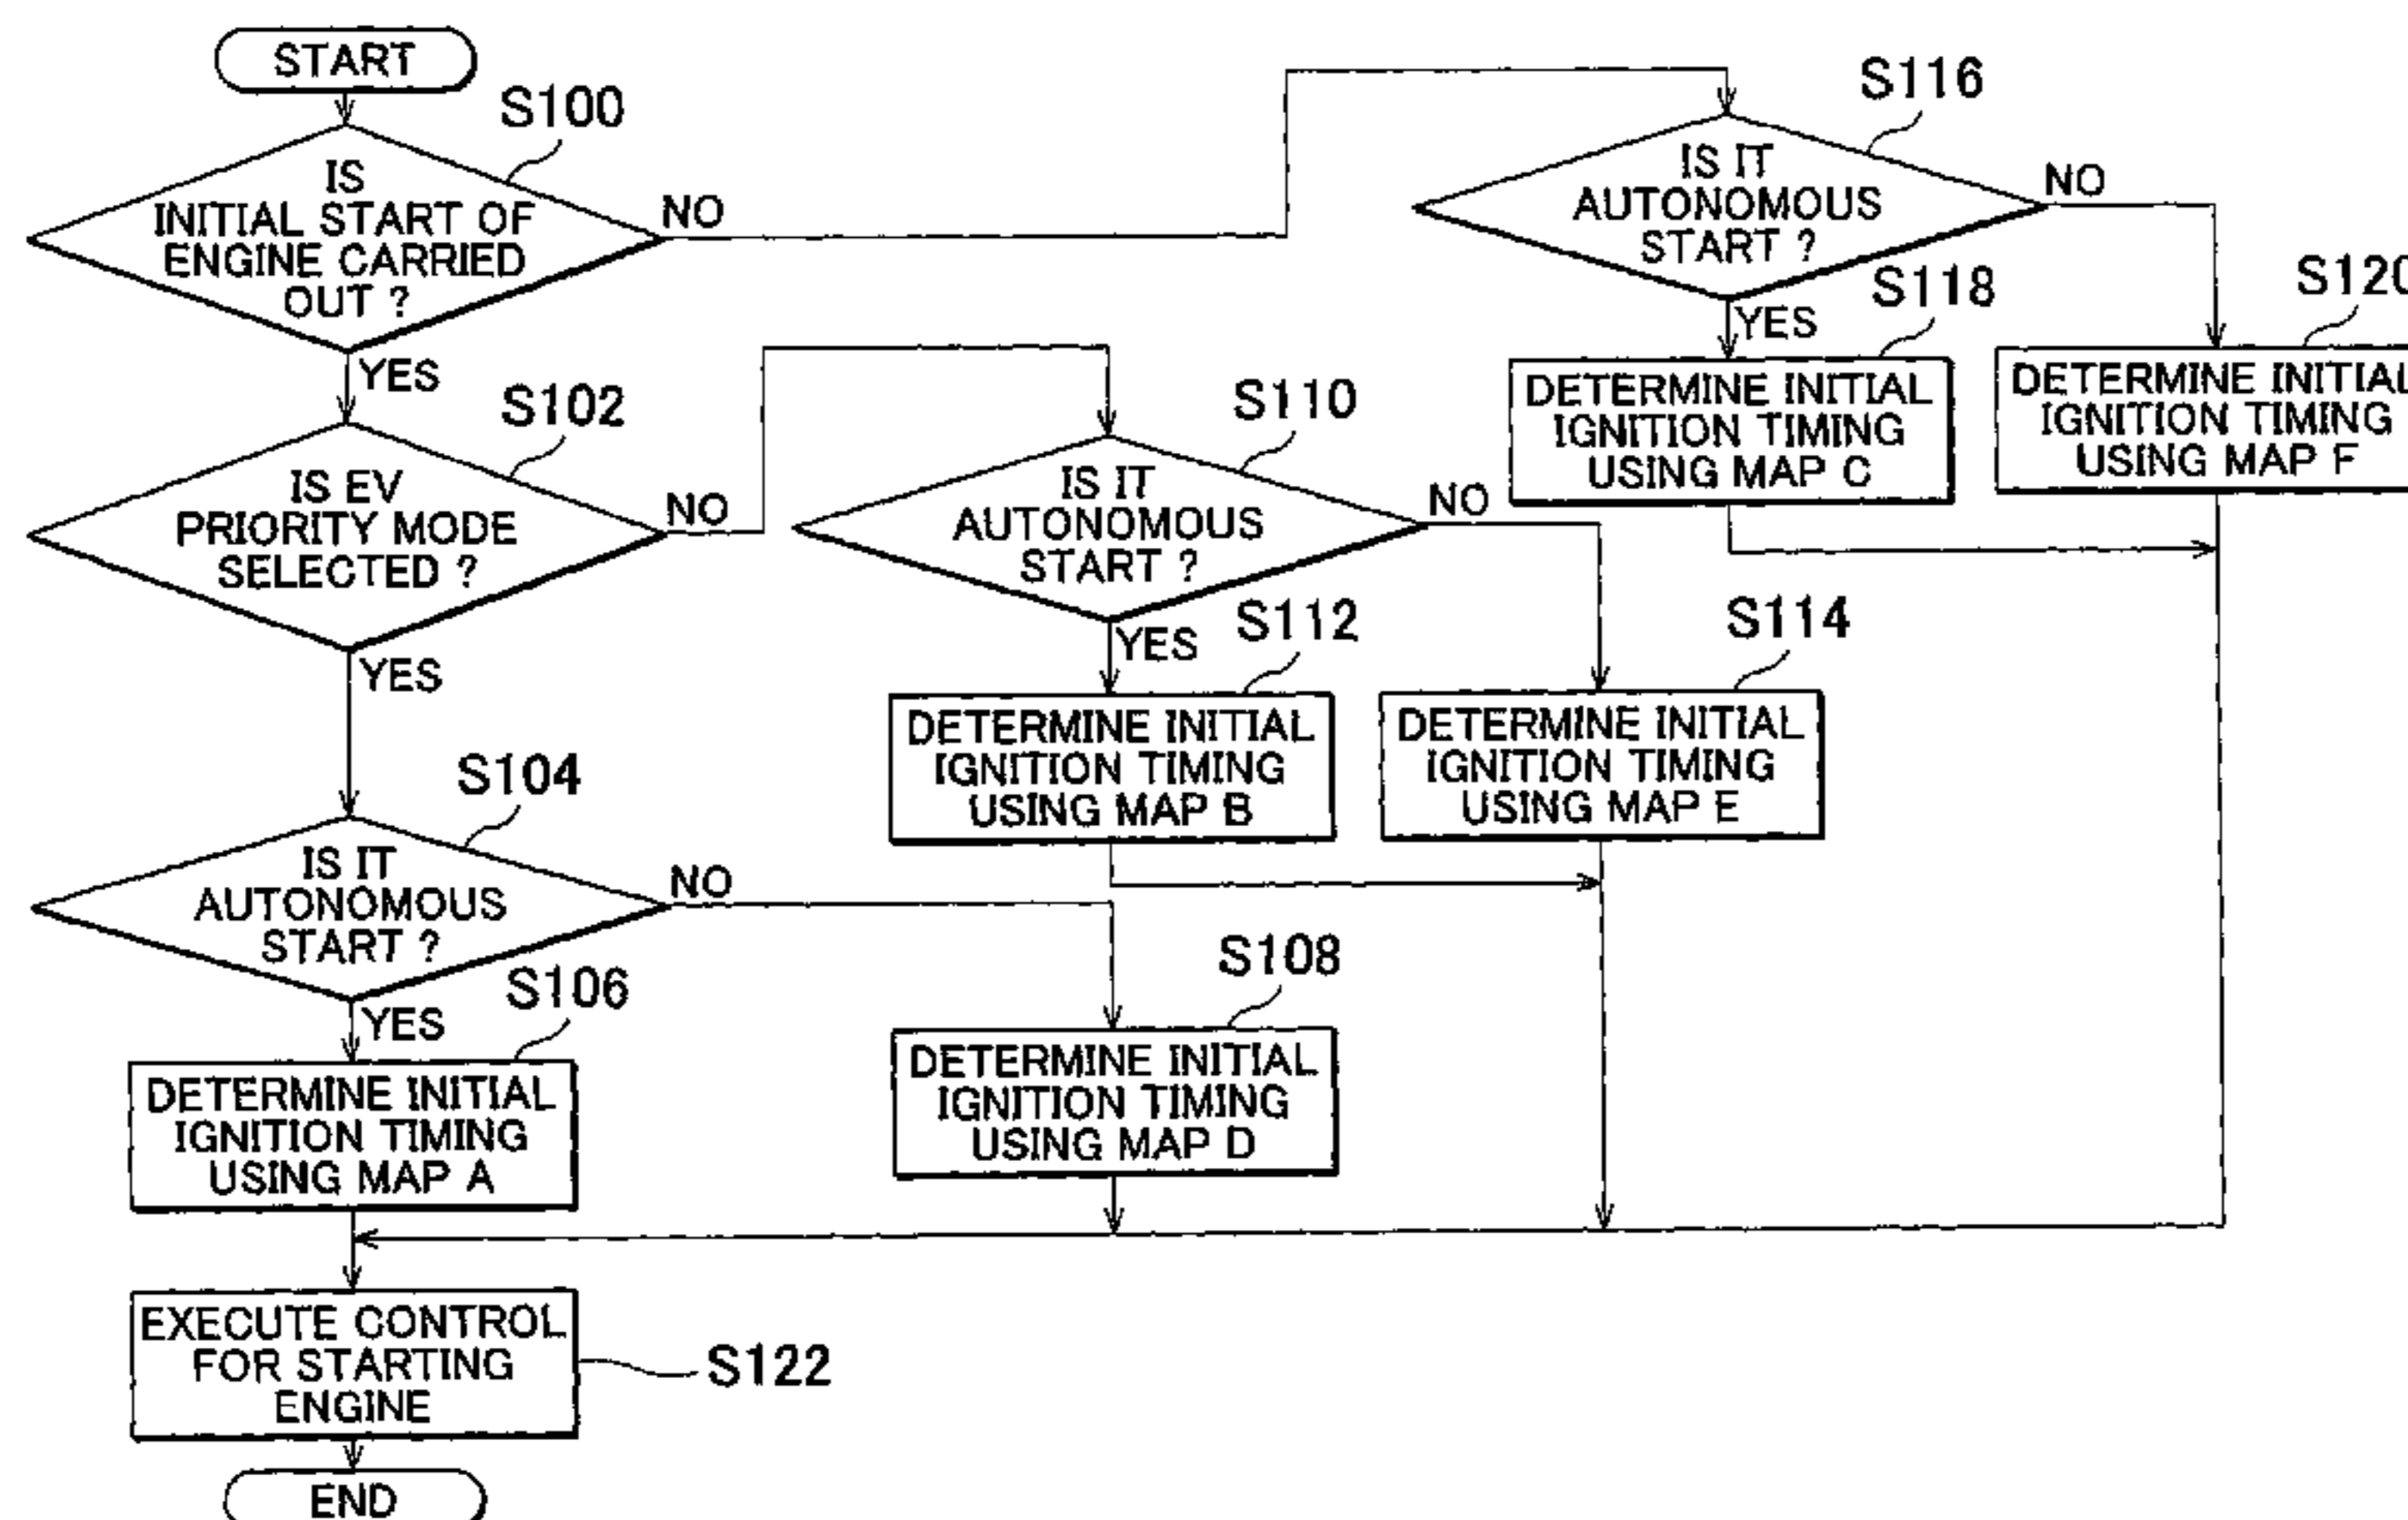 START
S100
IS
INITIAL START OF
ENGINE CARRIED
OUT ?
NO
YES
S102
IS EV
PRIORITY MODE
SELECTED ?
NO
YES
S104
IS IT
AUTONOMOUS
START ?
NO
YES
S106
DETERMINE INITIAL
IGNITION TIMING
USING MAP A
S108
DETERMINE INITIAL
IGNITION TIMING
USING MAP D
S110
IS IT
AUTONOMOUS
START ?
NO
YES
S112
DETERMINE INITIAL
IGNITION TIMING
USING MAP B
S114
DETERMINE INITIAL
IGNITION TIMING
USING MAP E
S116
IS IT
AUTONOMOUS
START ?
NO
YES
S118
DETERMINE INITIAL
IGNITION TIMING
USING MAP C
S120
DETERMINE INITIAL
IGNITION TIMING
USING MAP F
EXECUTE CONTROL
FOR STARTING
ENGINE
S122
END